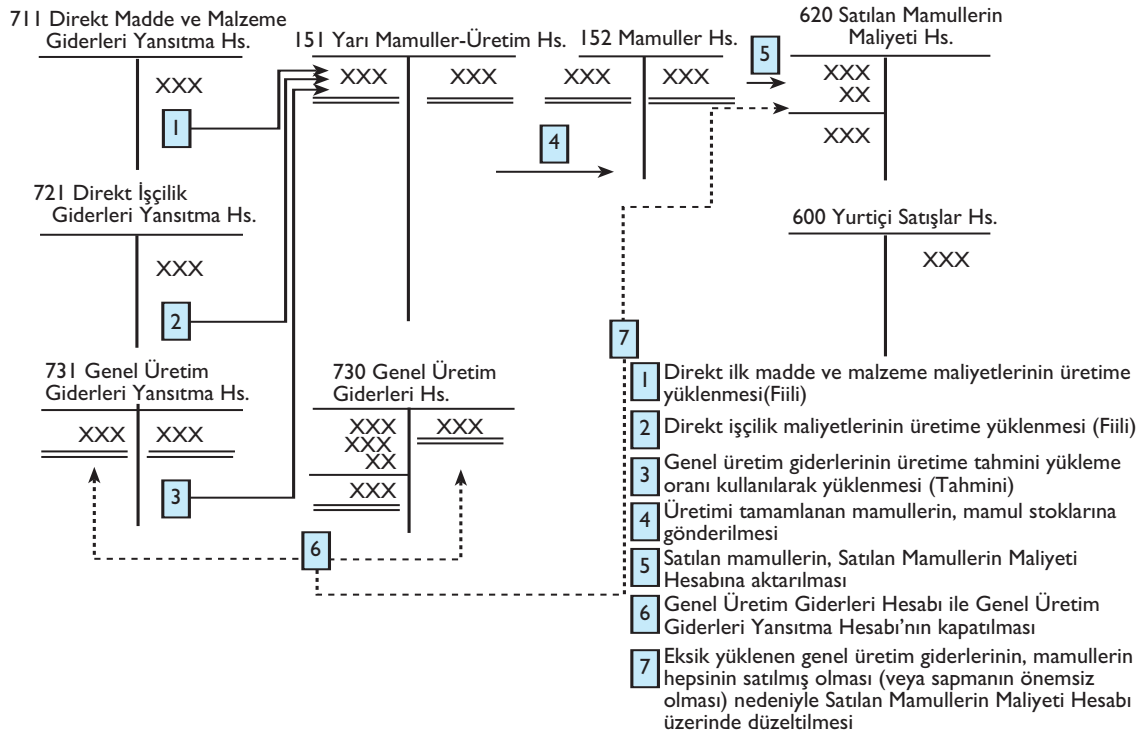 711 Direkt Madde ve Malzeme
Giderleri Yansıtma Hs.
XXX
1
151 Yarı Mamuller-Üretim Hs.
XXX XXX
152 Mamuller Hs.
XXX XXX
4
5
620 Satılan Mamullerin
Maliyeti Hs.
XXX
XX
XXX
721 Direkt İşçilik
Giderleri Yansıtma Hs.
XXX
2
600 Yurtiçi Satışlar Hs.
XXX
731 Genel Üretim
Giderleri Yansıtma Hs.
XXX XXX
3
730 Genel Üretim
Giderleri Hs.
XXX XXX
XXX
XX
XXX
6
7
1 Direkt ilk madde ve malzeme maliyetlerinin üretime
yüklenmesi(Fiili)
2 Direkt işçilik maliyetlerinin üretime yüklenmesi (Fiili)
3 Genel üretim giderlerinin üretime tahmini yükleme
oranı kullanılarak yüklenmesi (Tahmini)
4 Üretimi tamamlanan mamullerin, mamul stoklarına
gönderilmesi
5 Satılan mamullerin, Satılan Mamullerin Maliyeti
Hesabına aktarılması
6 Genel Üretim Giderleri Hesabı ile Genel Üretim
Giderleri Yansıtma Hesabı’nın kapatılması
7 Eksik yüklenen genel üretim giderlerinin, mamullerin
hepsinin satılmış olması (veya sapmanın önemsiz
olması) nedeniyle Satılan Mamullerin Maliyeti Hesabı
üzerinde düzeltilmesi